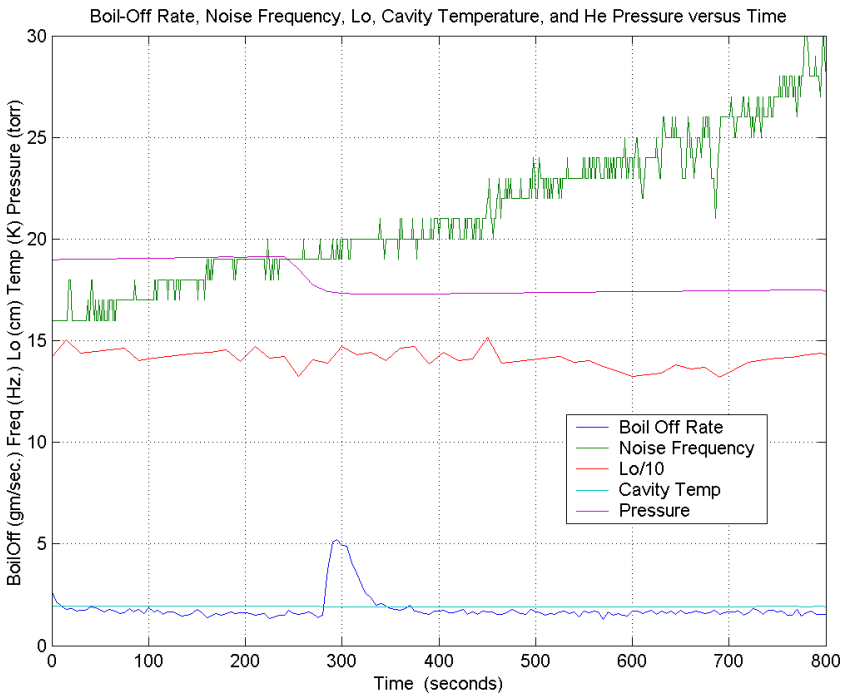 Boil-Off Rate, Noise Frequency, Lo, Cavity Temperature, and He Pressure versus Time
BoilOff (gm/sec.) Freq (Hz.) Lo (cm) Temp (K) Pressure (torr)
30
25
20
15
10
5
0
Boil Off Rate
Noise Frequency
Lo/10
Cavity Temp
Pressure
0 100 200 300 400 500 600 700 800
Time (seconds)